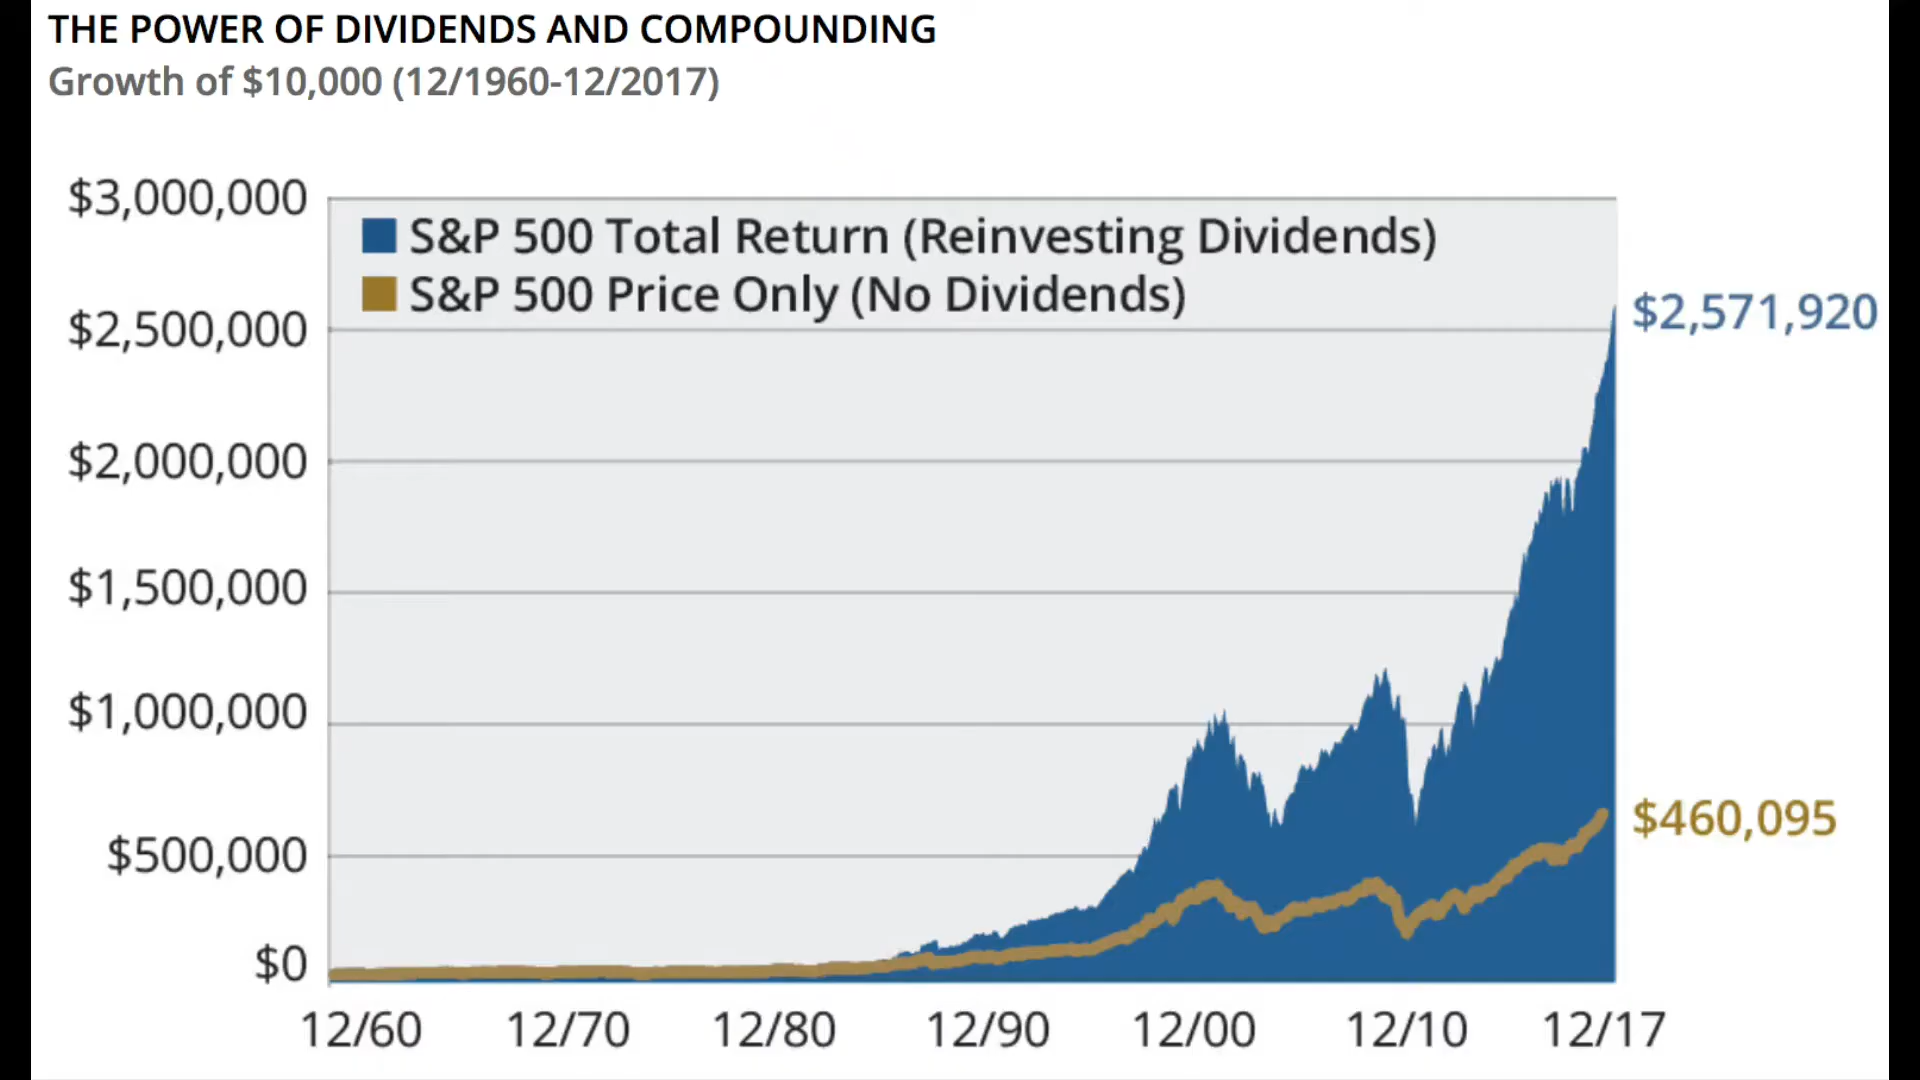 THE POWER OF DIVIDENDS AND COMPOUNDING
Growth of $10,000 (12/1960-12/2017)
$3,000,000
S&P 500 Total Return (Reinvesting Dividends)
S&P 500 Price Only (No Dividends)
$2,571,920
$2,500,000
$2,000,000
$1,500,000
$1,000,000
$460,095
$500,000
$0
12/60 12/70 12/80 12/90 12/00 12/10 12/17